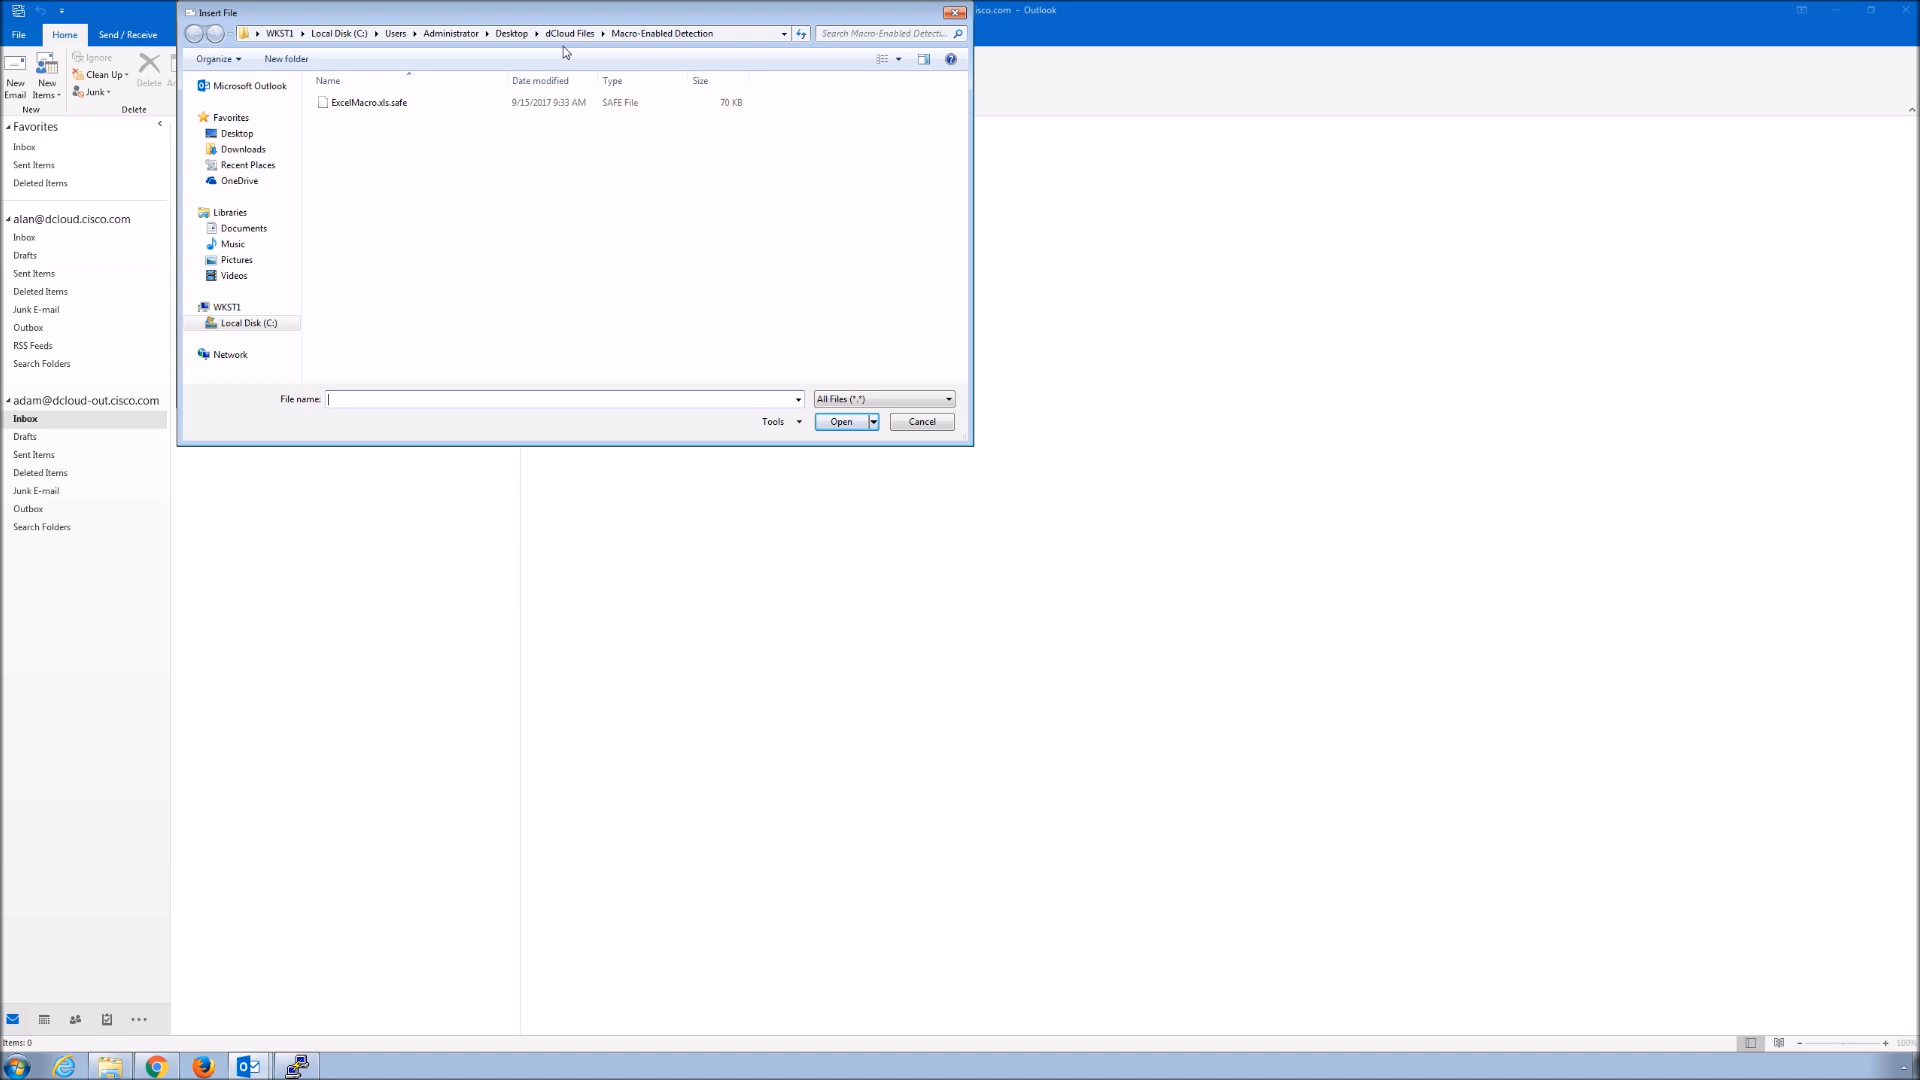 Insert File
isco.com - Outlook
WKST1 Local Disk (C:) Users Administrator Desktop dCloud Files Macro-Enabled Detection
Search Macro-Enabled Detecti...
File Home Send / Receive
Organize New folder
New Email
New Items
Ignore
Clean Up
Junk
Delete
New Delete
Name Date modified Type Size
ExcelMacro.xls.safe 9/15/2017 9:33 AM SAFE File 70 KB
Microsoft Outlook
Favorites
Desktop
Downloads
Recent Places
OneDrive
Libraries
Documents
Music
Pictures
Videos
WKST1
Local Disk (C:)
Network
File name: All Files (*.*)
Tools Open Cancel
Favorites
Inbox
Sent Items
Deleted Items
alan@dcloud.cisco.com
Inbox
Drafts
Sent Items
Deleted Items
Junk E-mail
Outbox
RSS Feeds
Search Folders
adam@dcloud-out.cisco.com
Inbox
Drafts
Sent Items
Deleted Items
Junk E-mail
Outbox
Search Folders
Items: 0
100%